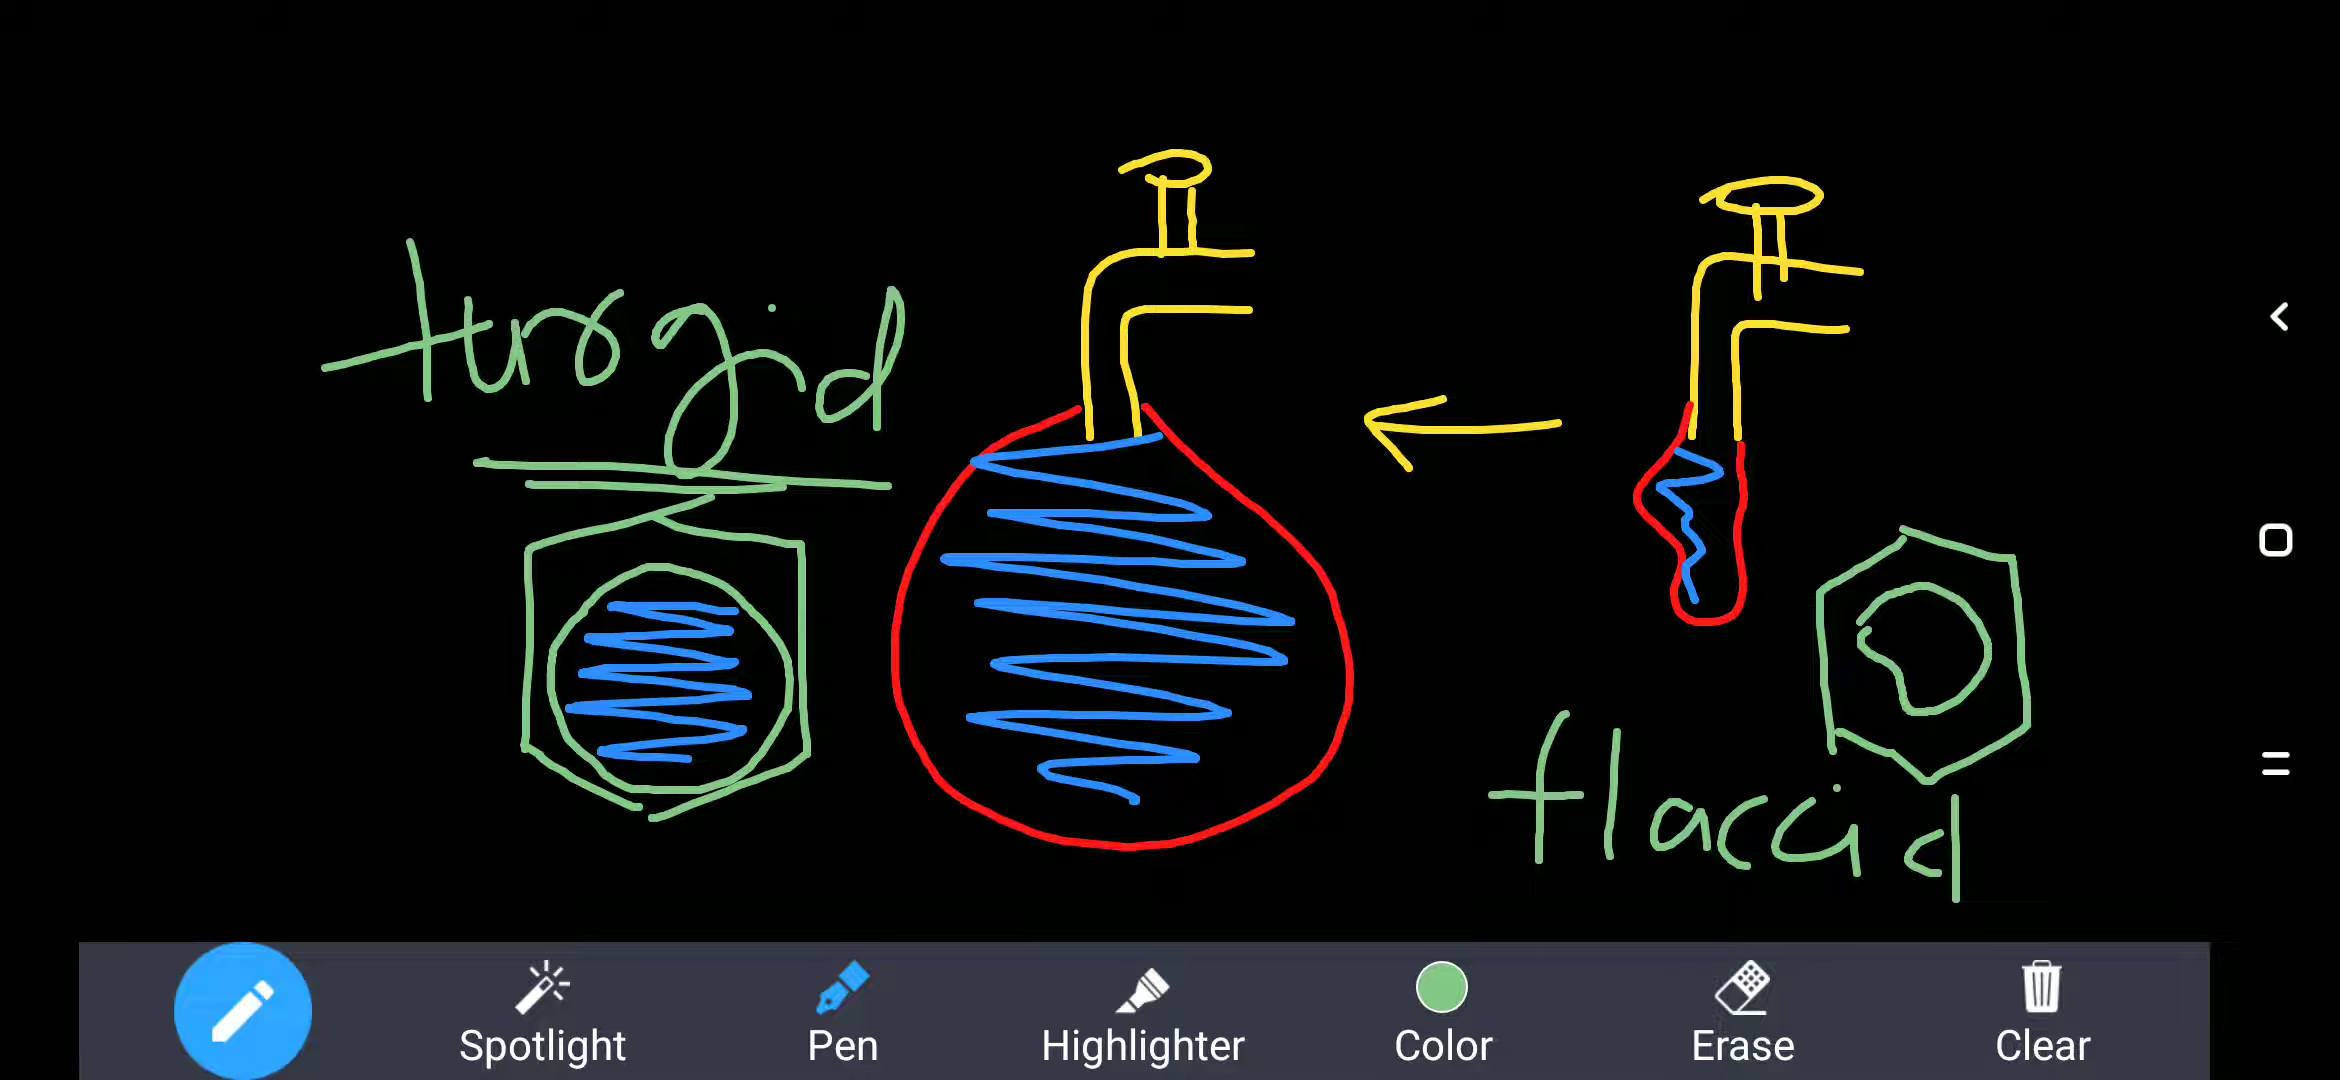 turgid
flaccid
Spotlight
Pen
Highlighter
Color
Erase
Clear